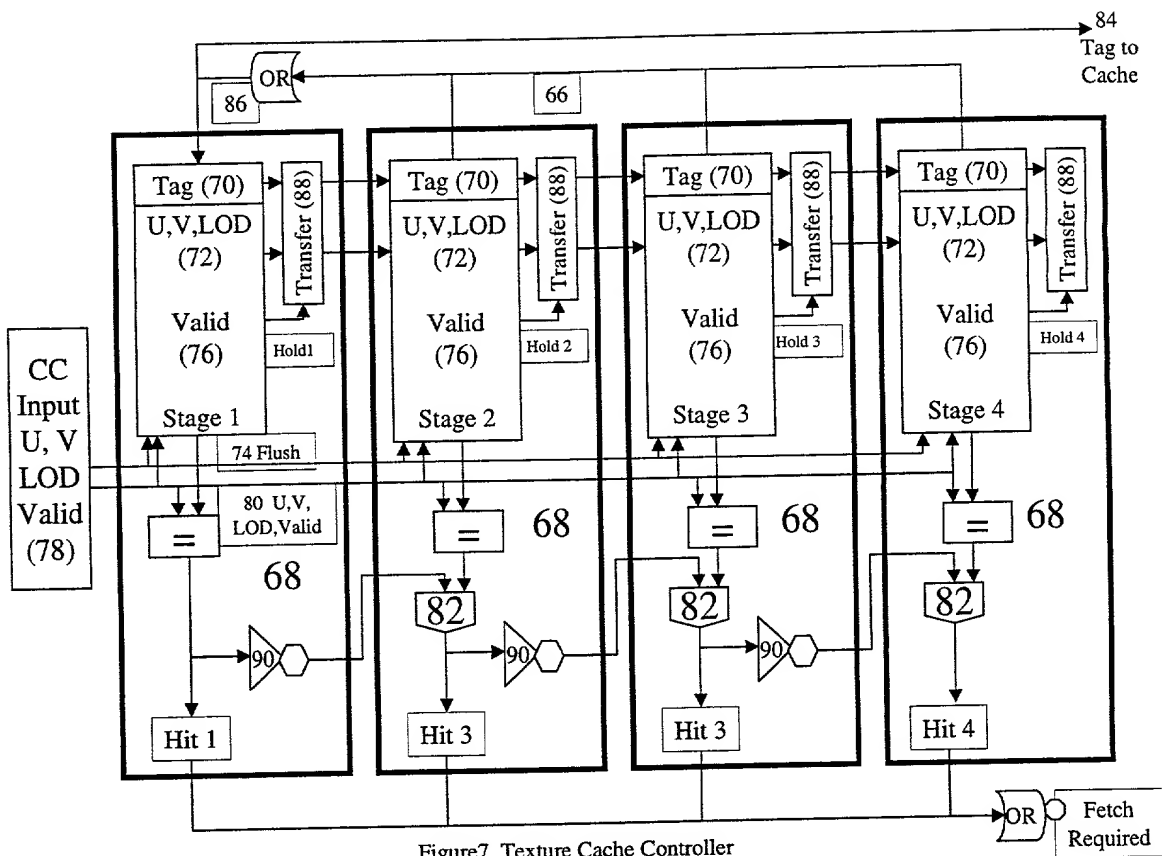 84
Tag to
Cache
OR
86
66
Tag (70)
U,V,LOD
(72)
Valid
(76)
Stage 1
Transfer (88)
Hold1
Tag (70)
U,V,LOD
(72)
Valid
(76)
Stage 2
Transfer (88)
Hold 2
Tag (70)
U,V,LOD
(72)
Valid
(76)
Stage 3
Transfer (88)
Hold 3
Tag (70)
U,V,LOD
(72)
Valid
(76)
Stage 4
Transfer (88)
Hold 4
CC
Input
U, V
LOD
Valid
(78)
74 Flush
80 U,V,
LOD,Valid
=
68
=
68
=
68
=
68
82
82
82
90
90
90
Hit 1
Hit 3
Hit 3
Hit 4
OR
Fetch
Required
Figure7 Texture Cache Controller